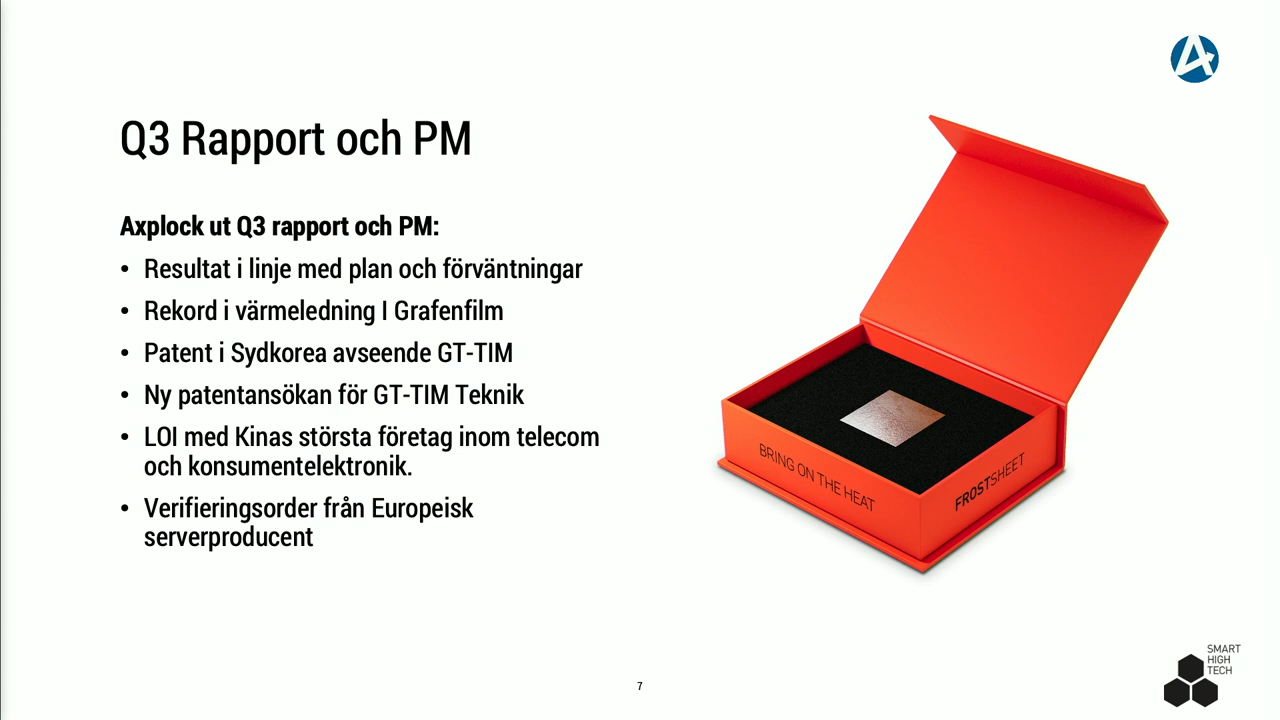 Q3 Rapport och PM
Axplock ut Q3 rapport och PM:
• Resultat i linje med plan och förväntningar
• Rekord i värmeledning I Grafenfilm
• Patent i Sydkorea avseende GT-TIM
• Ny patentansökan för GT-TIM Teknik
• LOI med Kinas största företag inom telecom
och konsumentelektronik.
• Verifieringsorder från Europeisk
serverproducent
BRING ON THE HEAT
FROSTSHEET
7
SMART
HIGH
TECH